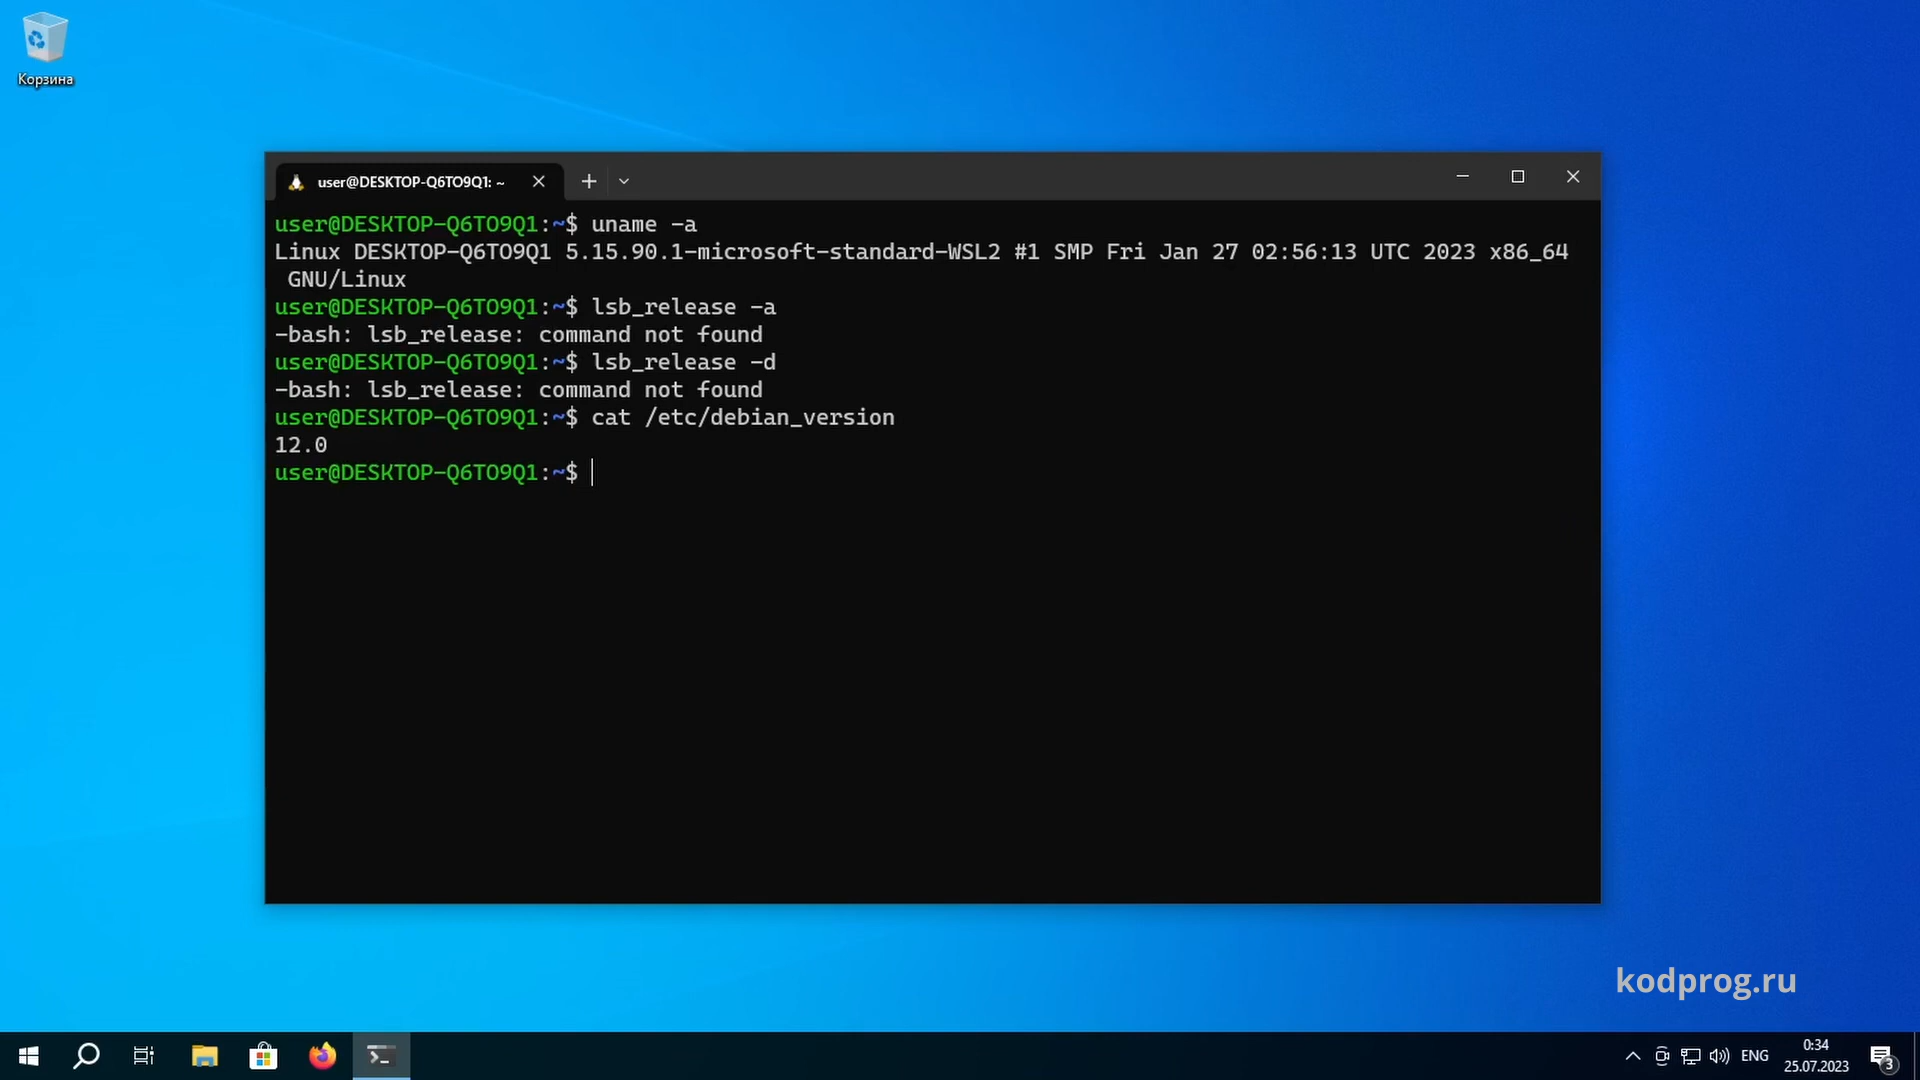 Корзина
user@DESKTOP-Q6TO9Q1: ~
user@DESKTOP-Q6TO9Q1:~$ uname -a
Linux DESKTOP-Q6TO9Q1 5.15.90.1-microsoft-standard-WSL2 #1 SMP Fri Jan 27 02:56:13 UTC 2023 x86_64
GNU/Linux
user@DESKTOP-Q6TO9Q1:~$ lsb_release -a
-bash: lsb_release: command not found
user@DESKTOP-Q6TO9Q1:~$ lsb_release -d
-bash: lsb_release: command not found
user@DESKTOP-Q6TO9Q1:~$ cat /etc/debian_version
12.0
user@DESKTOP-Q6TO9Q1:~$
kodprog.ru
ENG
0:34
25.07.2023
3